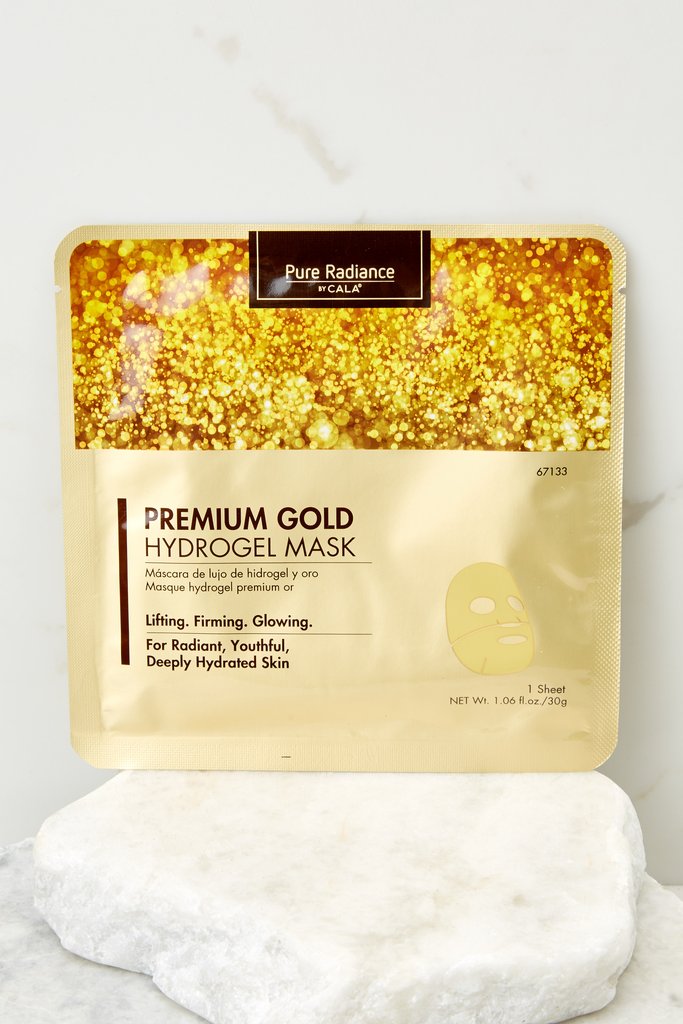 Pure Radiance
BY CALA®
67133
PREMIUM GOLD
HYDROGEL MASK
Máscara de lujo de hidrogel y oro
Masque hydrogel premium or
Lifting. Firming. Glowing.
For Radiant, Youthful,
Deeply Hydrated Skin
1 Sheet
NET Wt. 1.06 fl.oz./30g